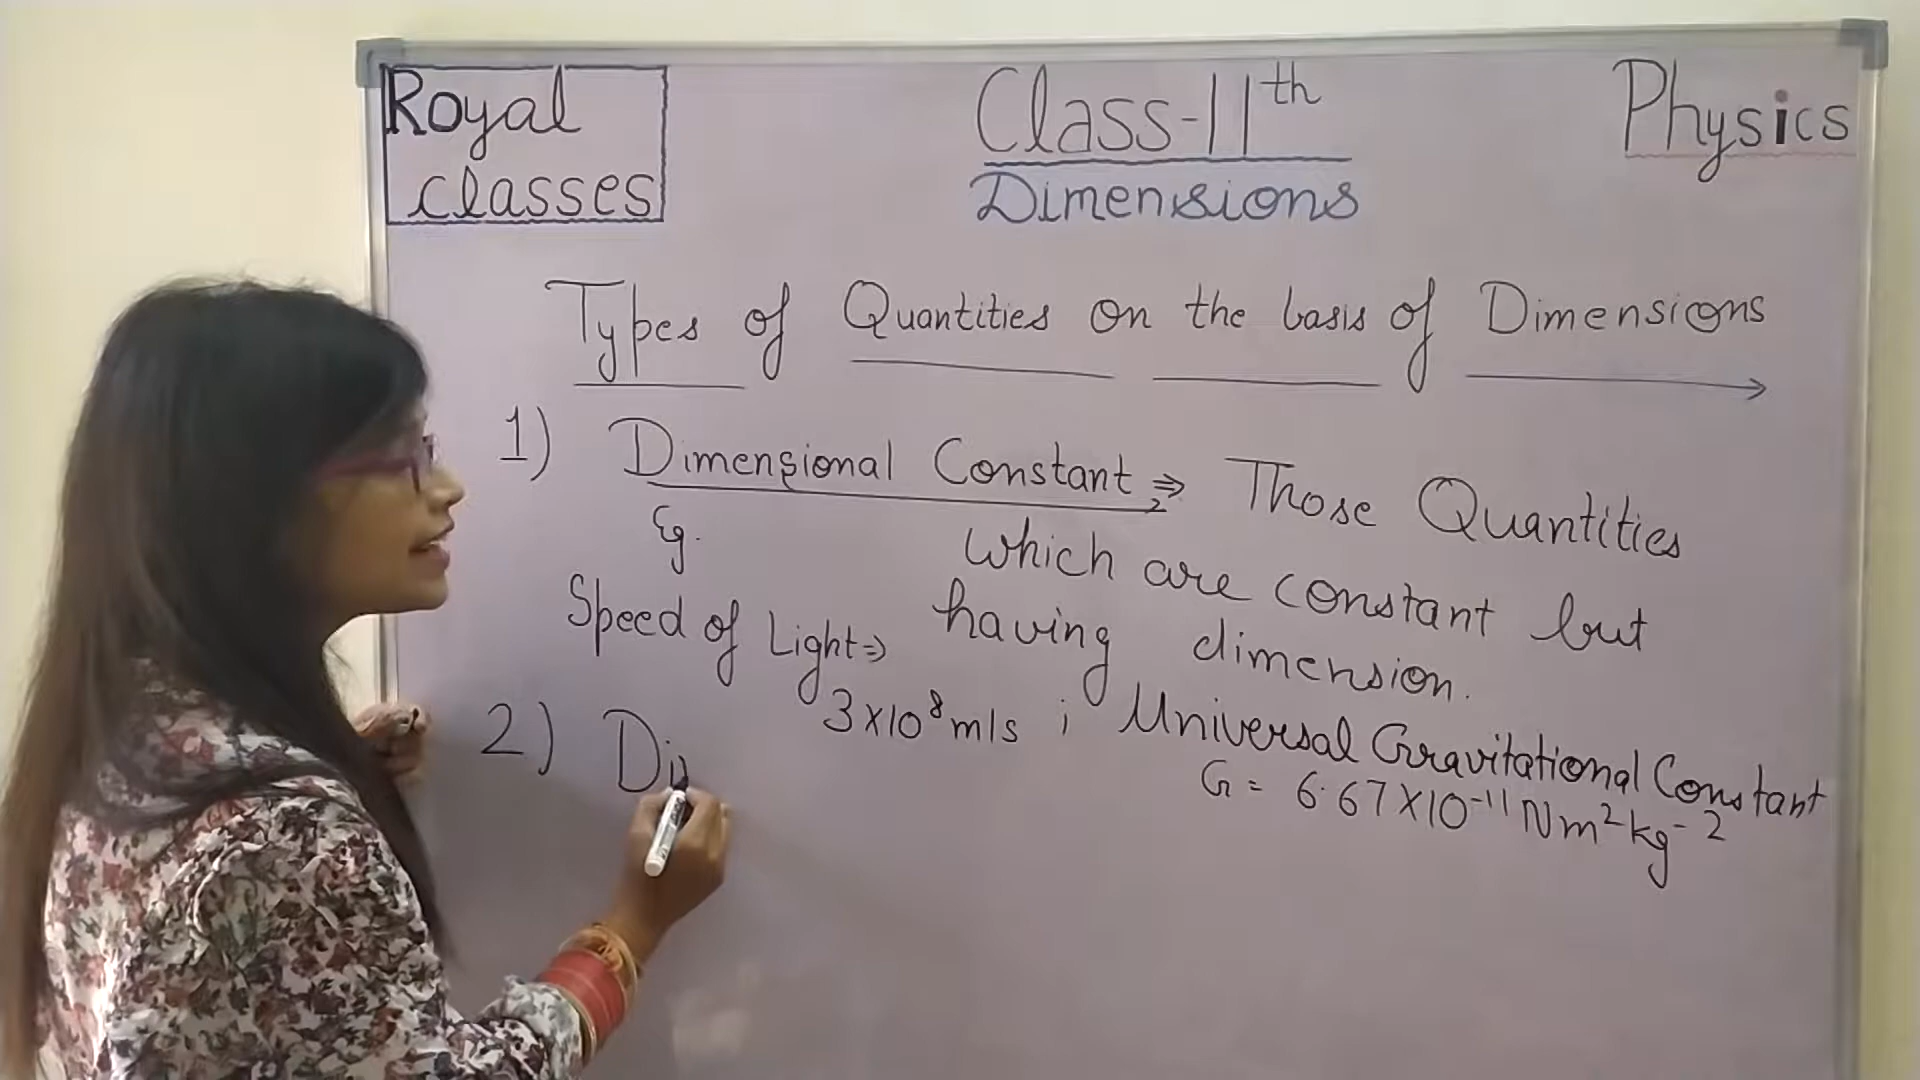 Royal
classes
Class-11th
Dimensions
Physics
Types of Quantities on the basis of Dimensions
1) Dimensional Constant ⇒ Those Quantities
Eg. which are constant but
Speed of Light ⇒ having dimension.
3×10⁸ m/s ; Universal Gravitational Constant
G = 6.67×10⁻¹¹ Nm²kg⁻²
2) Di